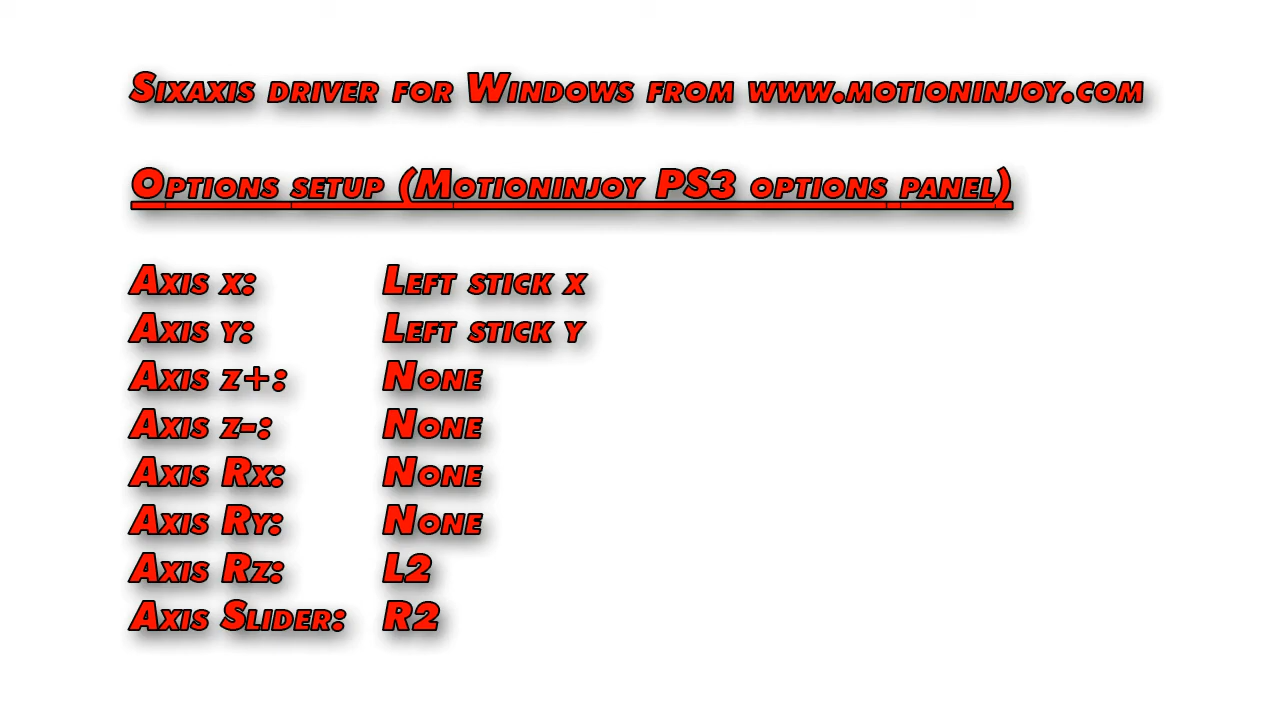 Sixaxis driver for Windows from www.motioninjoy.com
Options setup (Motioninjoy PS3 options panel)
Axis x: Left stick x
Axis y: Left stick y
Axis z+: None
Axis z-: None
Axis Rx: None
Axis Ry: None
Axis Rz: L2
Axis Slider: R2